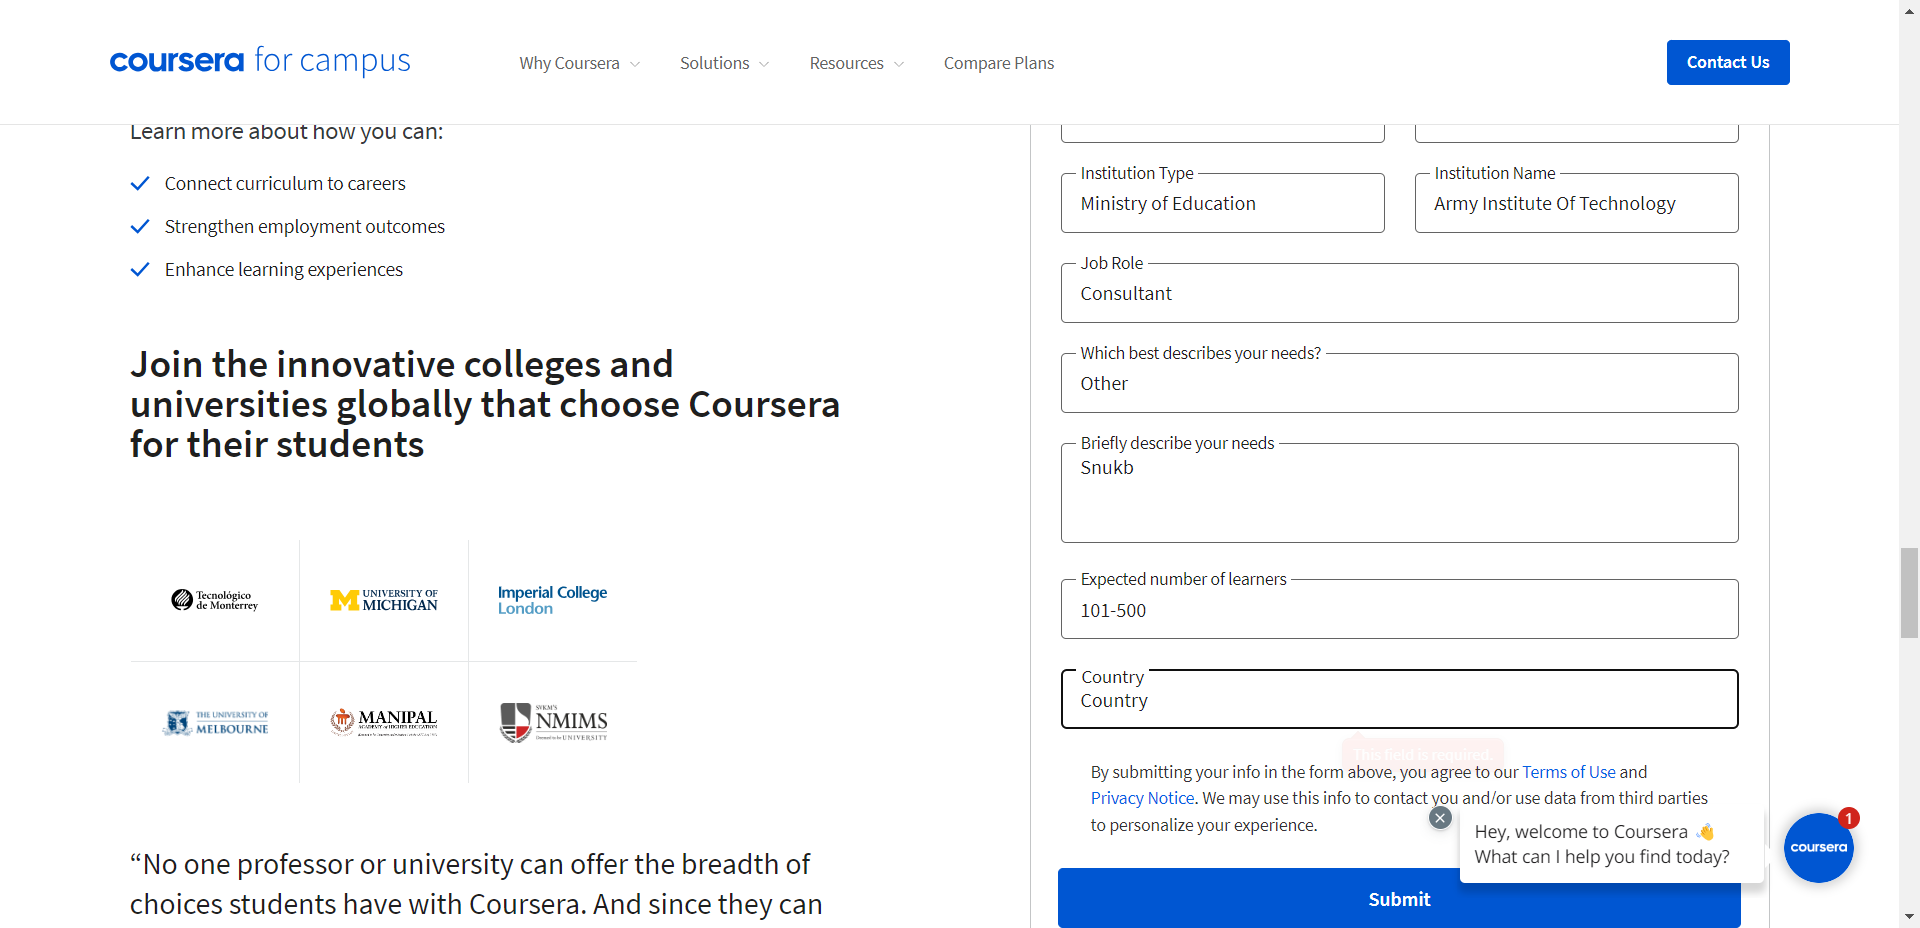 coursera for campus
Why Coursera
Solutions
Resources
Compare Plans
Contact Us
Learn more about how you can:
Connect curriculum to careers
Strengthen employment outcomes
Enhance learning experiences
Join the innovative colleges and
universities globally that choose Coursera
for their students
Tecnológico
de Monterrey
UNIVERSITY OF
MICHIGAN
Imperial College
London
THE UNIVERSITY OF
MELBOURNE
MANIPAL
SVKM'S
NMIMS
“No one professor or university can offer the breadth of
choices students have with Coursera. And since they can
Institution Type
Ministry of Education
Institution Name
Army Institute Of Technology
Job Role
Consultant
Which best describes your needs?
Other
Briefly describe your needs
Snukb
Expected number of learners
101-500
Country
Country
This field is required.
By submitting your info in the form above, you agree to our Terms of Use and
Privacy Notice. We may use this info to contact you and/or use data from third parties
to personalize your experience.
Submit
Hey, welcome to Coursera 👋
What can I help you find today?
coursera
1